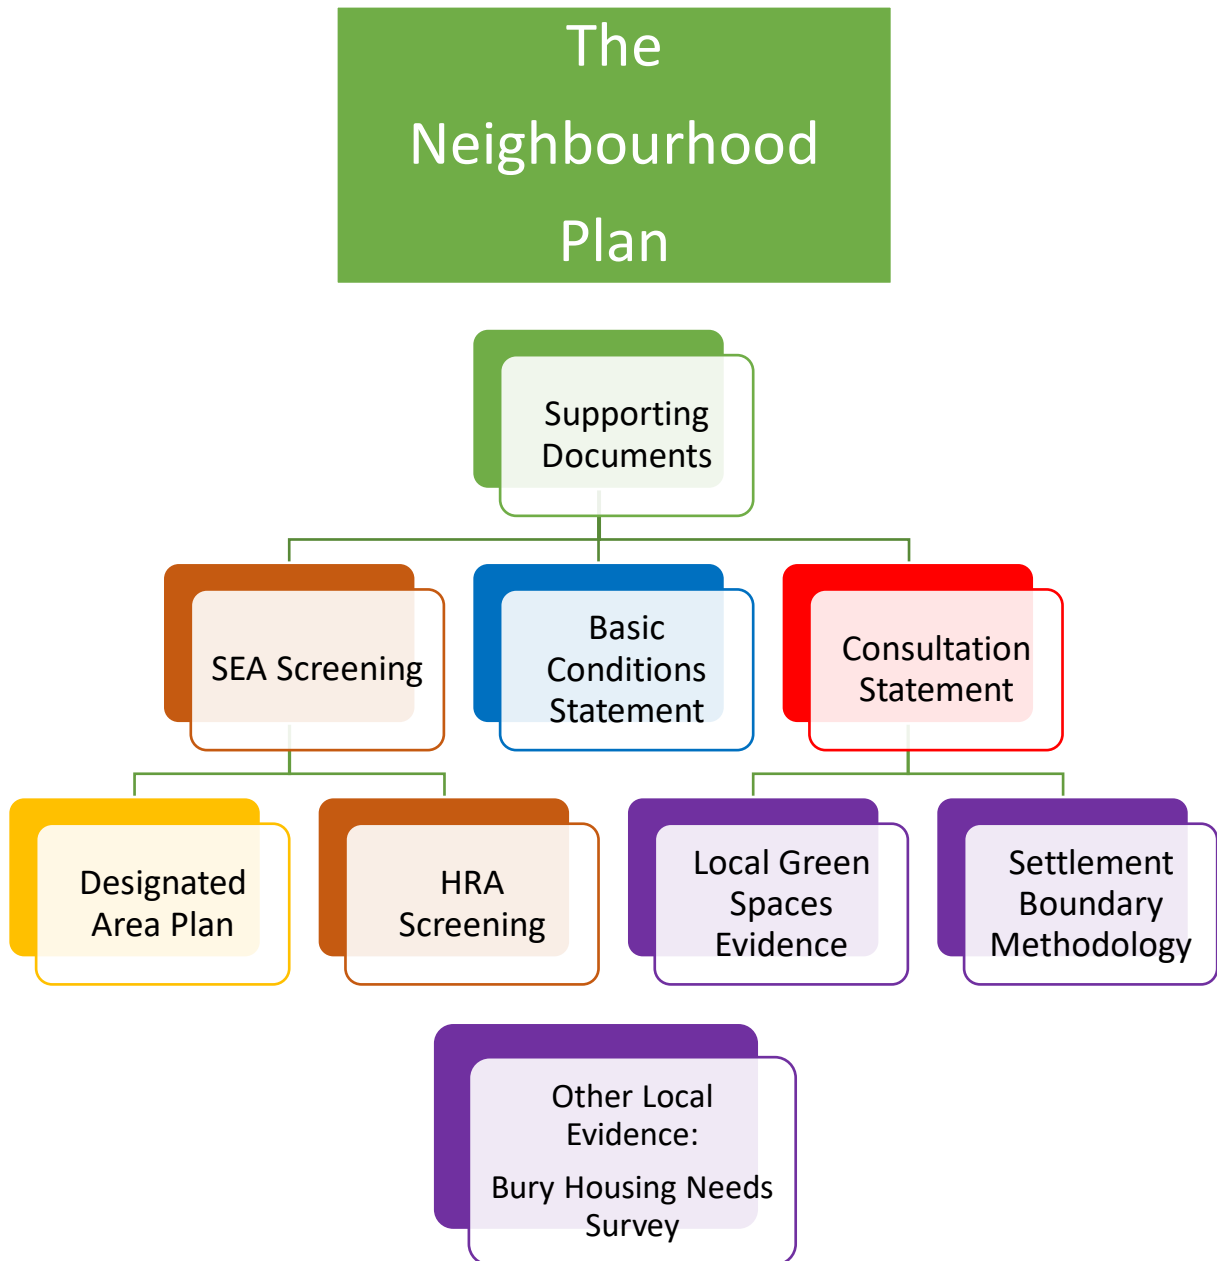 The
Neighbourhood
Plan
Supporting
Documents
SEA Screening
Basic
Conditions
Statement
Consultation
Statement
Designated
Area Plan
HRA
Screening
Local Green
Spaces
Evidence
Settlement
Boundary
Methodology
Other Local
Evidence:
Bury Housing Needs
Survey